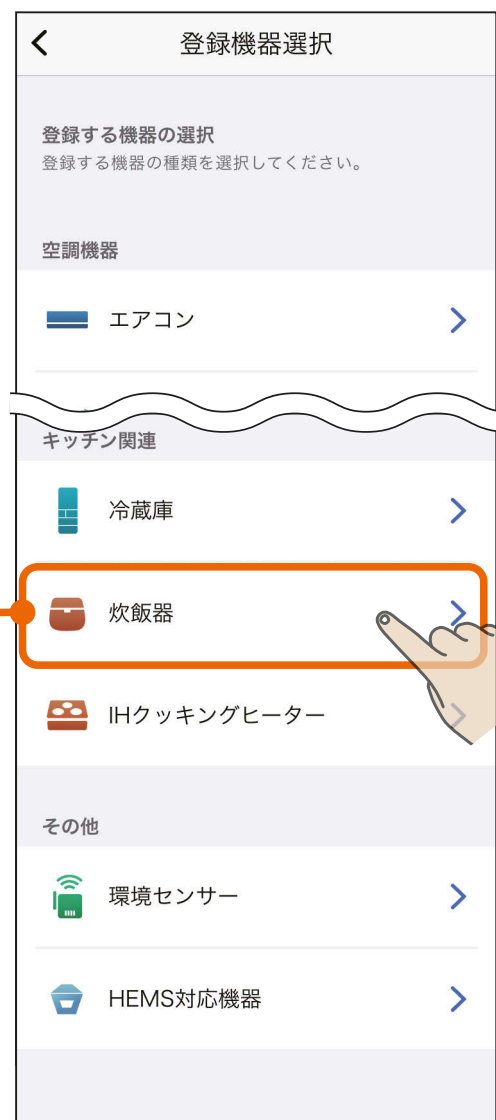 登録機器選択
登録する機器の選択
登録する機器の種類を選択してください。
空調機器
エアコン
キッチン関連
冷蔵庫
炊飯器
IHクッキングヒーター
その他
環境センサー
HEMS対応機器